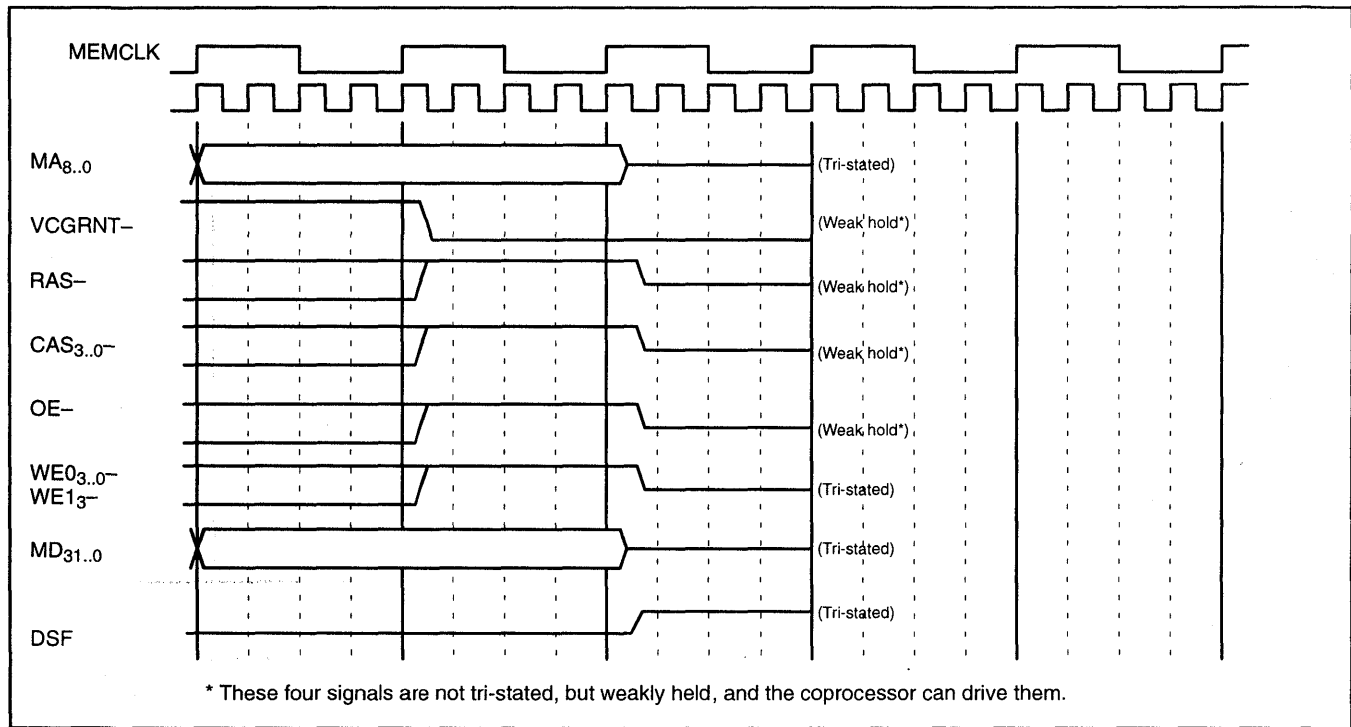 MEMCLK
MA8..0 (Tri-stated)
VCGRNT– (Weak hold*)
RAS– (Weak hold*)
CAS3..0– (Weak hold*)
OE– (Weak hold*)
WE03..0–
WE13– (Tri-stated)
MD31..0 (Tri-stated)
DSF (Tri-stated)
* These four signals are not tri-stated, but weakly held, and the coprocessor can drive them.